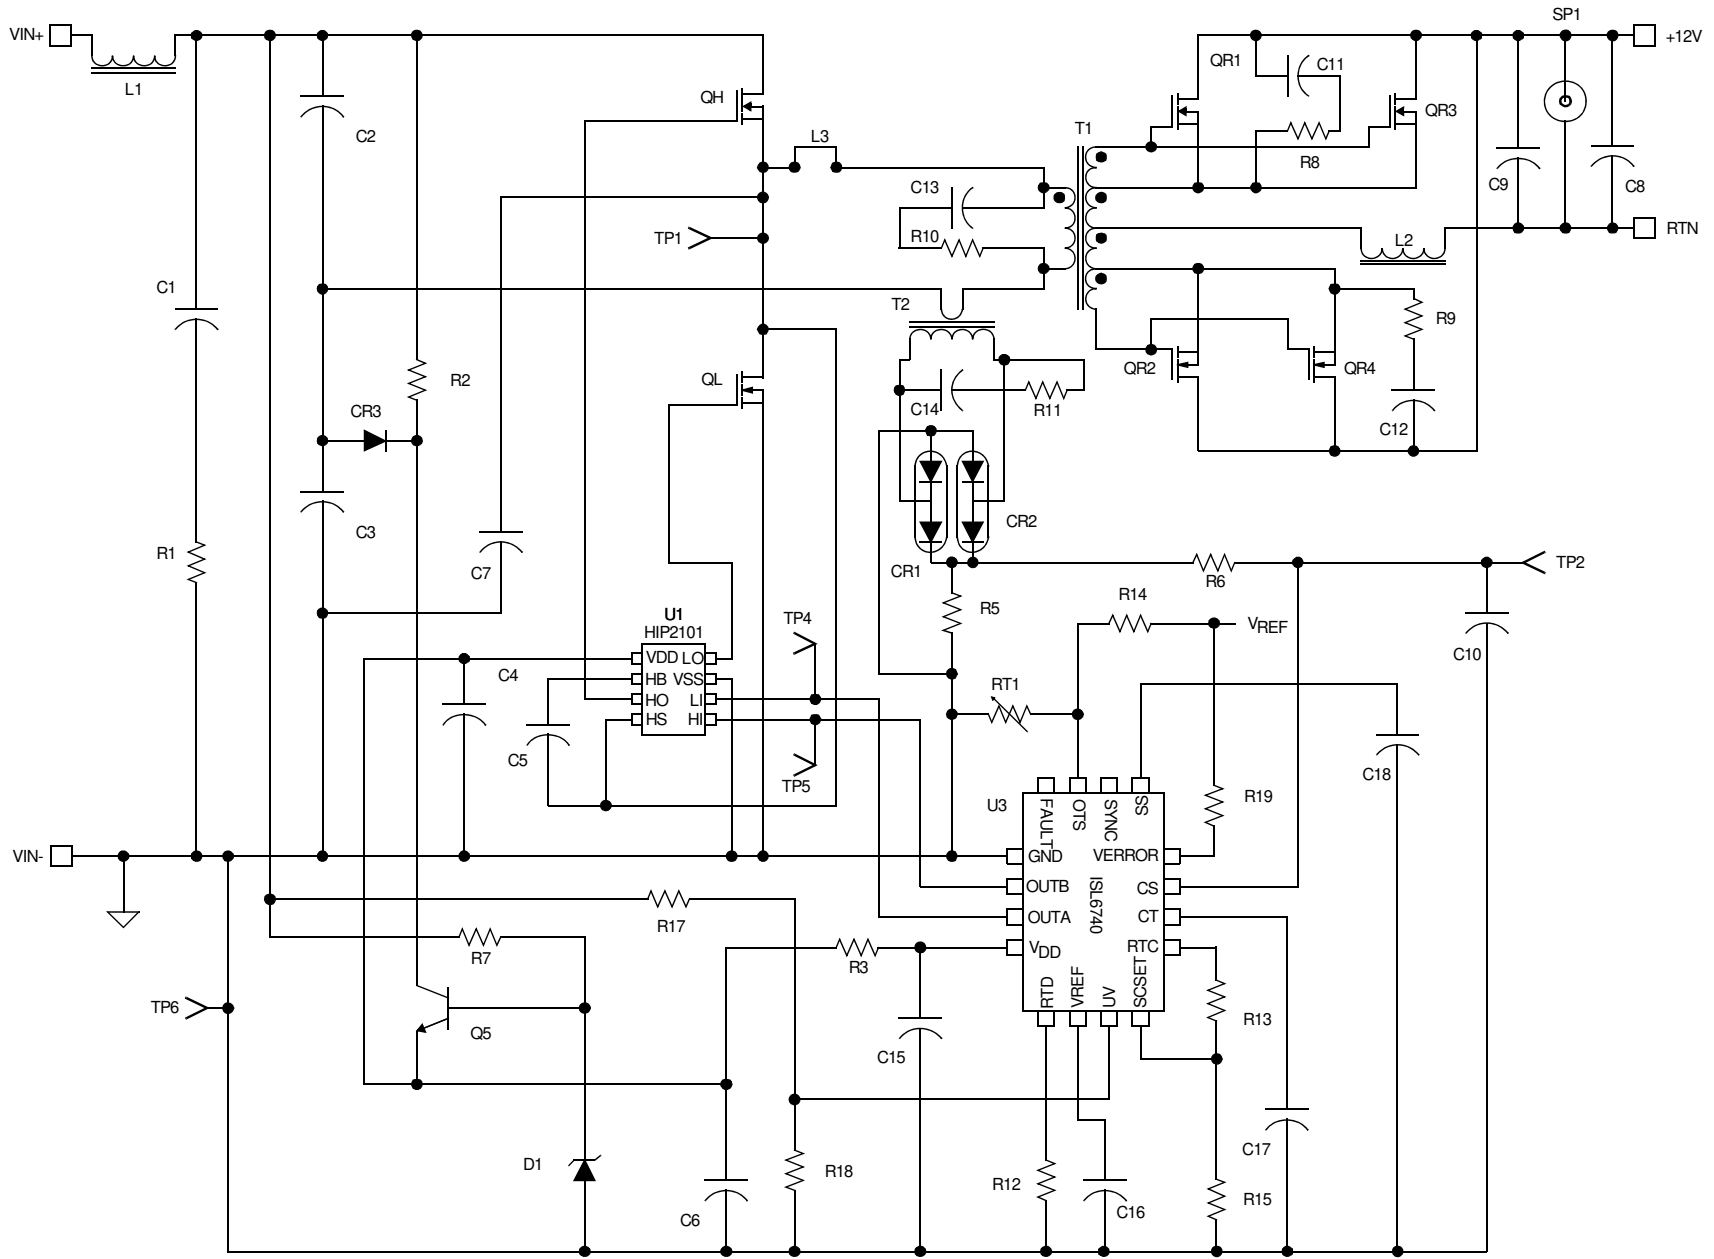 SP1
VIN+
+12V
L1
QR1
C11
QH
QR3
T1
L3
C2
R8
C13
C9
C8
TP1
R10
RTN
L2
C1
T2
R9
QL
QR2
QR4
R2
CR3
C14
R11
C12
CR2
C3
R1
C7
CR1
R6
TP2
R5
R14
U1
TP4
VREF
HIP2101
C10
VDD LO
C4
HB VSS
RT1
HO LI
HS HI
C5
C18
TP5
R19
U3
FAULT
OTS
SYNC
SS
VIN-
GND
VERROR
OUTB
CS
ISL6740
OUTA
CT
R17
VDD
RTC
R7
R3
RTD
VREF
UV
SCSET
TP6
R13
Q5
C15
C17
D1
R18
R12
R15
C6
C16